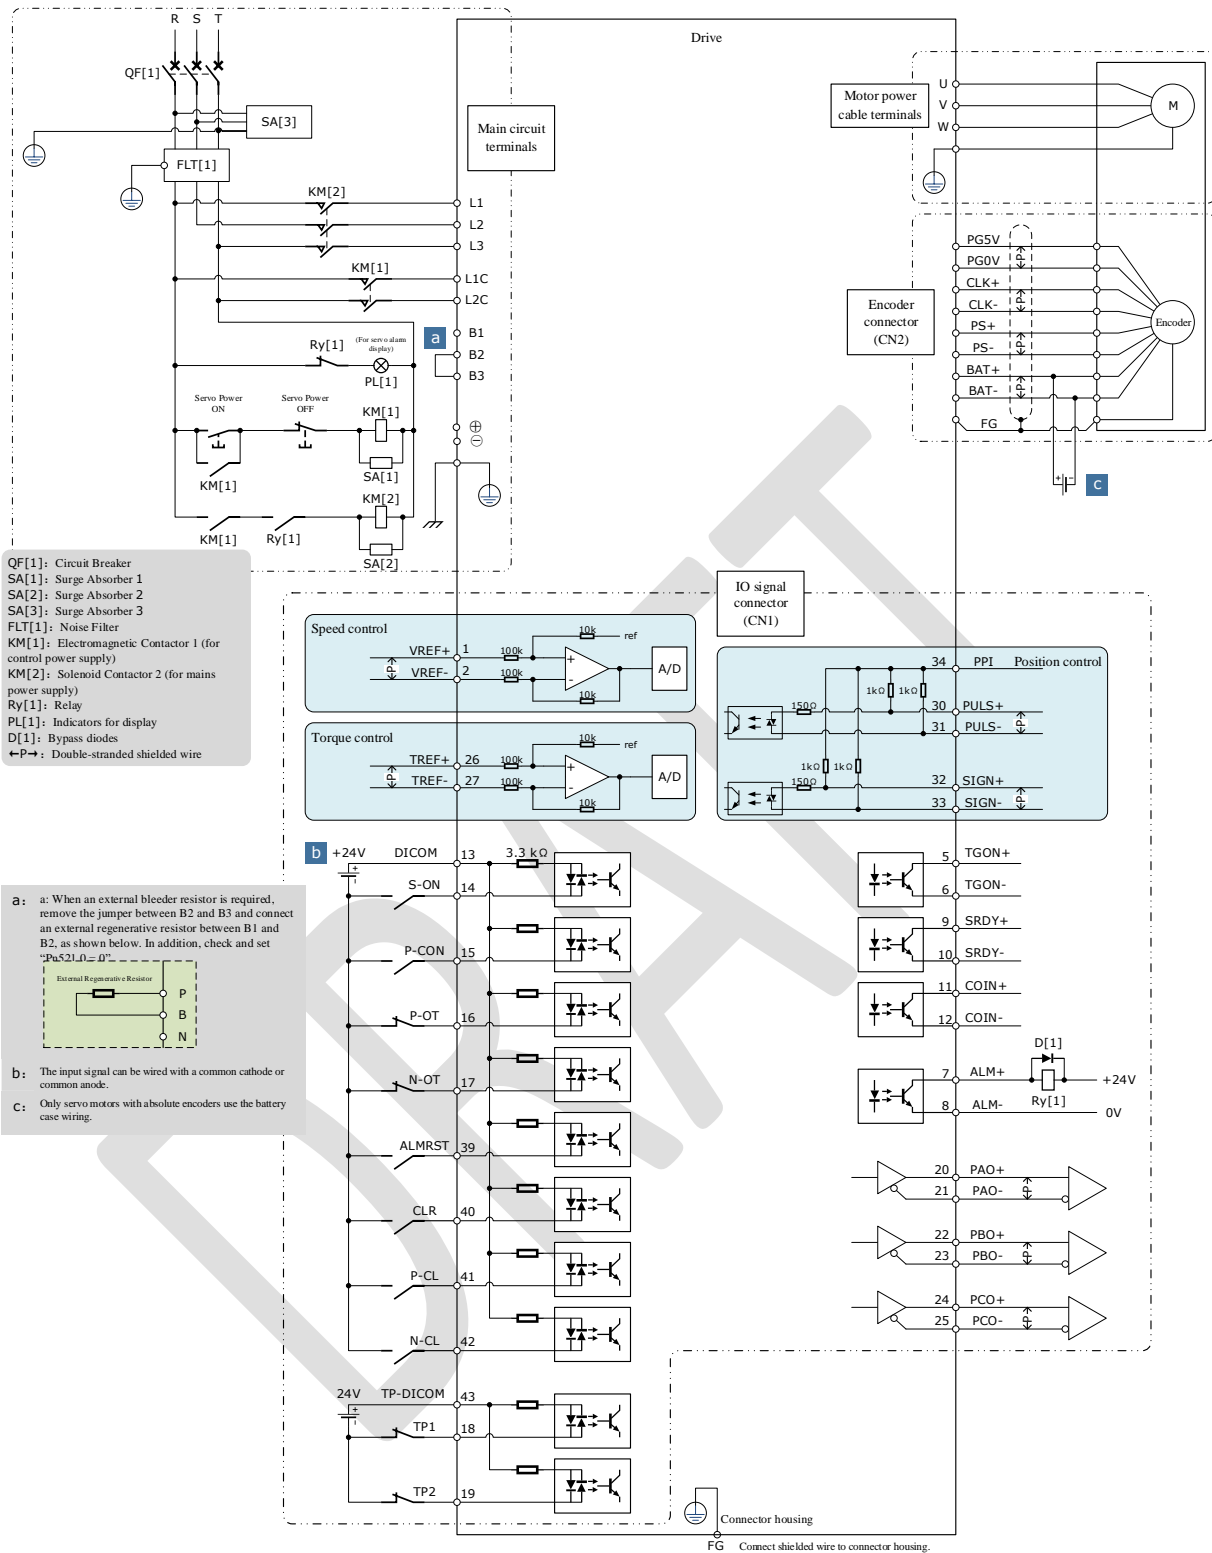 R S T
Drive
QF[1]
SA[3]
FLT[1]
Main circuit
terminals
KM[2]
L1
L2
L3
KM[1]
L1C
L2C
a
B1
B2
B3
Ry[1]
(For servo alarm
display)
PL[1]
Servo Power
ON
Servo Power
OFF
KM[1]
SA[1]
KM[1]
⊕
⊖
KM[2]
KM[1]
Ry[1]
SA[2]
Motor power
cable terminals
U
V
W
M
Encoder
connector
(CN2)
PG5V
PG0V
CLK+
CLK-
PS+
PS-
BAT+
BAT-
FG
←P→
←P→
←P→
←P→
Encoder
+ -
c
QF[1]: Circuit Breaker
SA[1]: Surge Absorber 1
SA[2]: Surge Absorber 2
SA[3]: Surge Absorber 3
FLT[1]: Noise Filter
KM[1]: Electromagnetic Contactor 1 (for
control power supply)
KM[2]: Solenoid Contactor 2 (for mains
power supply)
Ry[1]: Relay
PL[1]: Indicators for display
D[1]: Bypass diodes
←P→: Double-stranded shielded wire
IO signal
connector
(CN1)
Speed control
VREF+ 1 100k
VREF- 2 100k
←P→
10k ref
+
-
10k
A/D
Torque control
TREF+ 26 100k
TREF- 27 100k
←P→
10k ref
+
-
10k
A/D
Position control
34 PPI
1kΩ 1kΩ
150Ω
30 PULS+
31 PULS-
←P→
1kΩ 1kΩ
150Ω
32 SIGN+
33 SIGN-
←P→
b
+24V
+
-
DICOM 13 3.3 kΩ
S-ON 14
P-CON 15
P-OT 16
N-OT 17
ALMRST 39
CLR 40
P-CL 41
N-CL 42
24V
+
-
TP-DICOM 43
TP1 18
TP2 19
5 TGON+
6 TGON-
9 SRDY+
10 SRDY-
11 COIN+
12 COIN-
D[1]
7 ALM+
Ry[1]
+24V
8 ALM-
0V
20 PAO+
21 PAO-
←P→
22 PBO+
23 PBO-
←P→
24 PCO+
25 PCO-
←P→
a: a: When an external bleeder resistor is required,
remove the jumper between B2 and B3 and connect
an external regenerative resistor between B1 and
B2, as shown below. In addition, check and set
“Pn521.0 = 0”
External Regenerative Resistor
P
B
N
b: The input signal can be wired with a common cathode or
common anode.
c: Only servo motors with absolute encoders use the battery
case wiring.
Connector housing
FG Connect shielded wire to connector housing.
DRAFT